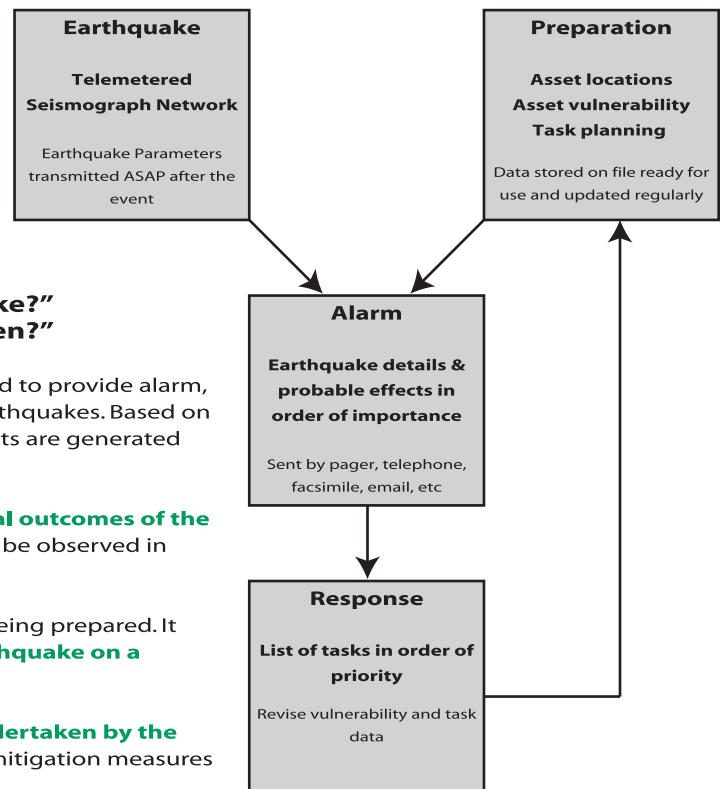 Earthquake
Telemetered
Seismograph Network
Earthquake Parameters
transmitted ASAP after the
event
Preparation
Asset locations
Asset vulnerability
Task planning
Data stored on file ready for
use and updated regularly
Alarm
Earthquake details &
probable effects in
order of importance
Sent by pager, telephone,
facsimile, email, etc
Response
List of tasks in order of
priority
Revise vulnerability and task
data
ke?”
en?”
d to provide alarm,
rthquakes. Based on
ts are generated
al outcomes of the
be observed in
eing prepared. It
hquake on a
dertaken by the
mitigation measures